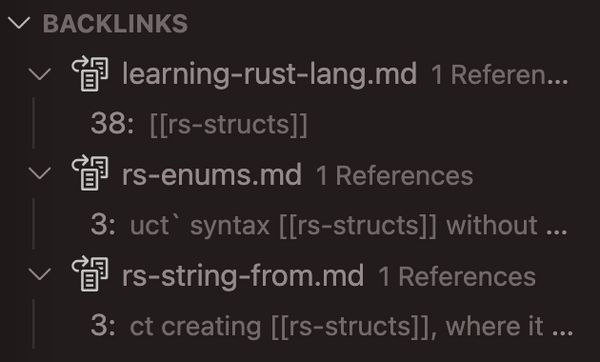 BACKLINKS
learning-rust-lang.md 1 Referen...
38: [[rs-structs]]
rs-enums.md 1 References
3: uct` syntax [[rs-structs]] without ...
rs-string-from.md 1 References
3: ct creating [[rs-structs]], where it ...